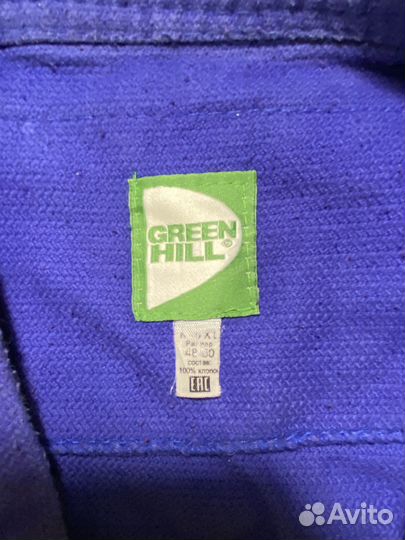 GREEN
HILL ©
Размер
состав:
100% хлопок
EAC
Avito